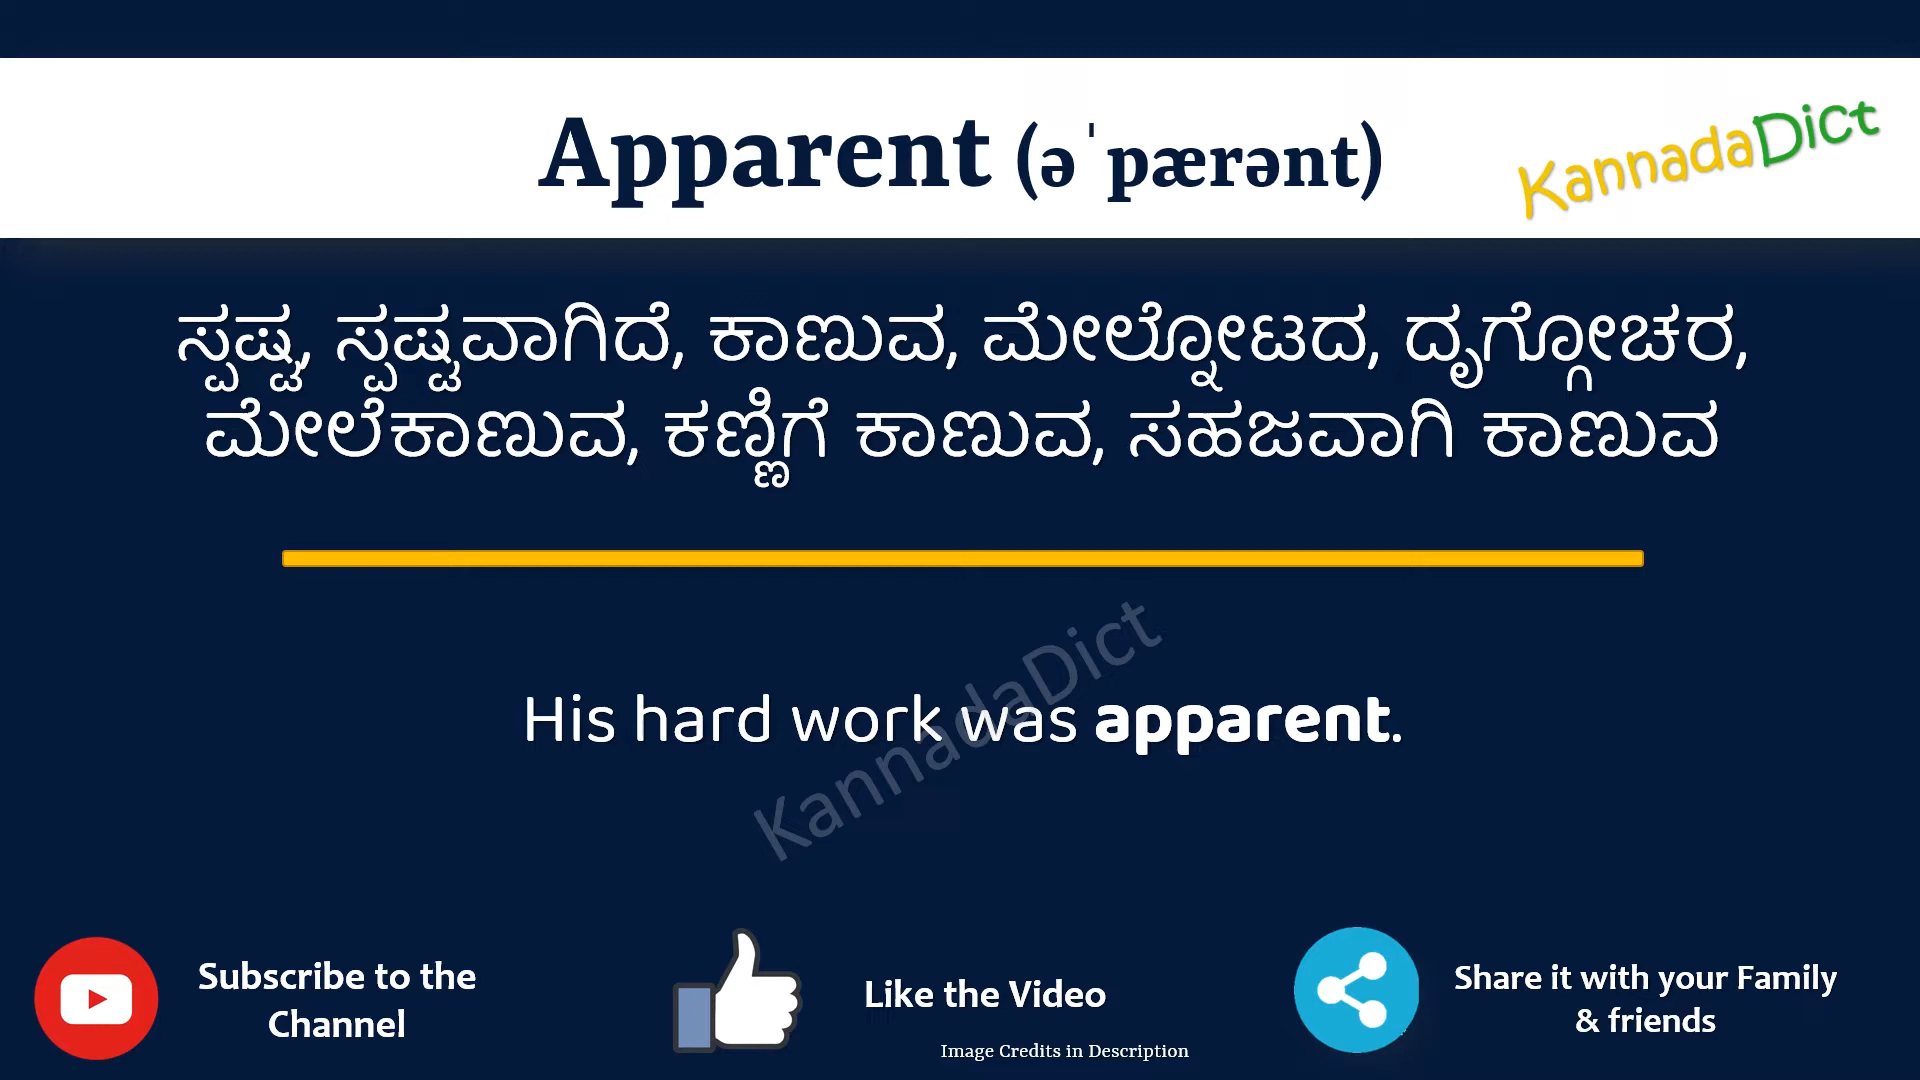 Apparent (əˈpærənt)
KannadaDict
ಸ್ಪಷ್ಟ, ಸ್ಪಷ್ಟವಾಗಿದೆ, ಕಾಣುವ, ಮೇಲ್ನೋಟದ, ದೃಗ್ಗೋಚರ,
ಮೇಲೆಕಾಣುವ, ಕಣ್ಣಿಗೆ ಕಾಣುವ, ಸಹಜವಾಗಿ ಕಾಣುವ
His hard work was apparent.
KannadaDict
Subscribe to the
Channel
Like the Video
Share it with your Family
& friends
Image Credits in Description